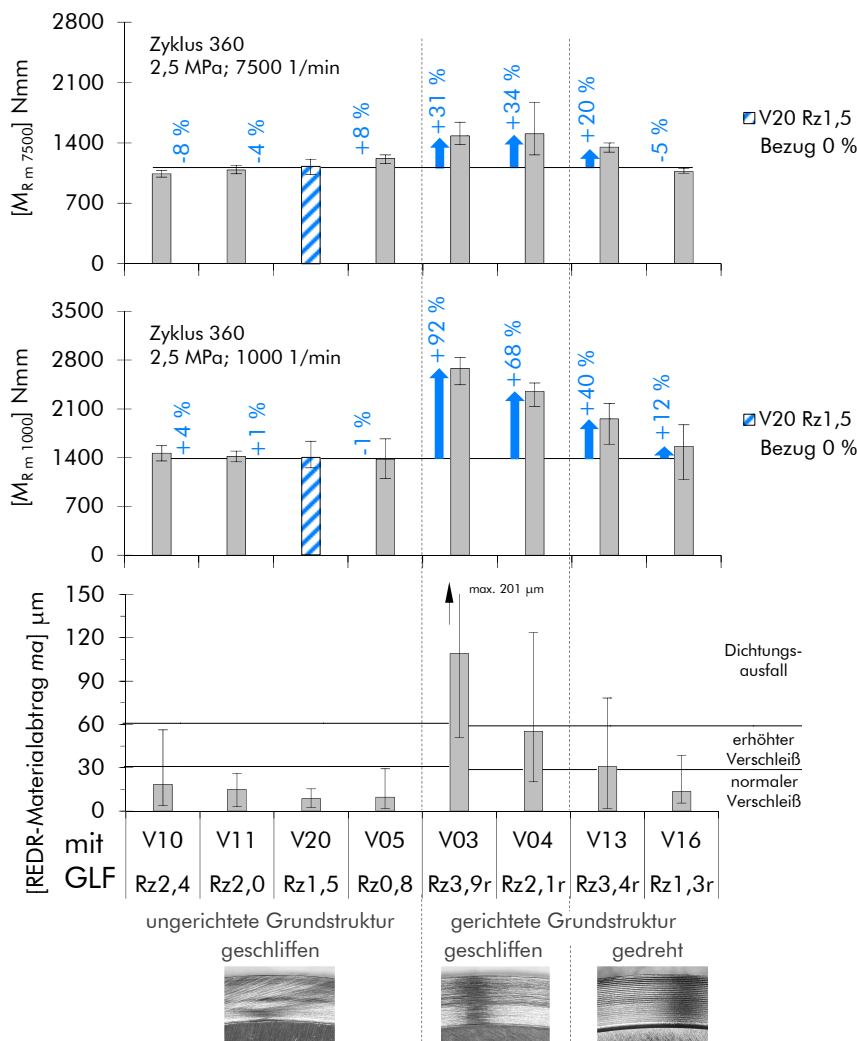 2800
2100
1400
700
0
[M R m 7500] Nmm
Zyklus 360
2,5 MPa; 7500 1/min
-8 %
-4 %
+8 %
+31 %
+34 %
+20 %
-5 %
V20 Rz1,5
Bezug 0 %
3500
2800
2100
1400
700
0
[M R m 1000] Nmm
Zyklus 360
2,5 MPa; 1000 1/min
+4 %
+1 %
-1 %
+92 %
+68 %
+40 %
+12 %
V20 Rz1,5
Bezug 0 %
150
120
90
60
30
0
[REDR-Materialabtrag ma] µm
max. 201 µm
Dichtungs-
ausfall
erhöhter
Verschleiß
normaler
Verschleiß
mit V10 V11 V20 V05 V03 V04 V13 V16
GLF Rz2,4 Rz2,0 Rz1,5 Rz0,8 Rz3,9r Rz2,1r Rz3,4r Rz1,3r
ungerichtete Grundstruktur gerichtete Grundstruktur
geschliffen geschliffen gedreht